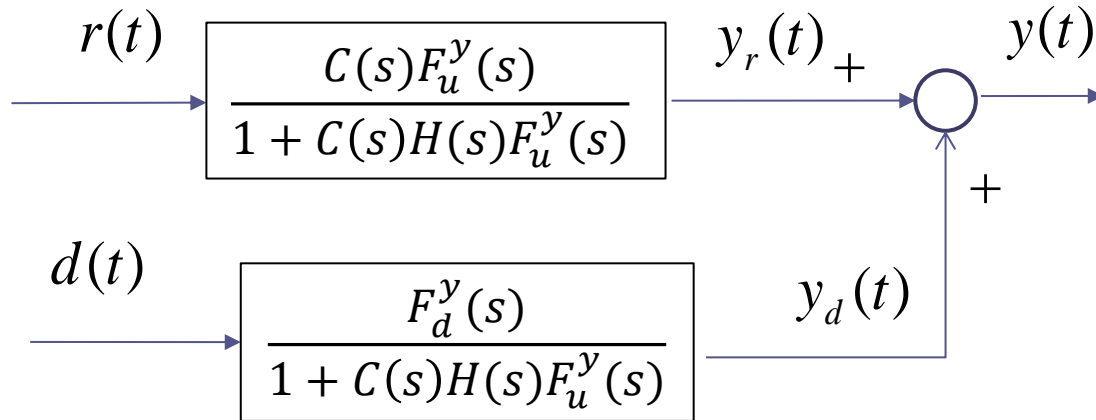 r(t)
C(s)F_u^y(s)
1 + C(s)H(s)F_u^y(s)
y_r(t)
+
y(t)
+
d(t)
F_d^y(s)
1 + C(s)H(s)F_u^y(s)
y_d(t)